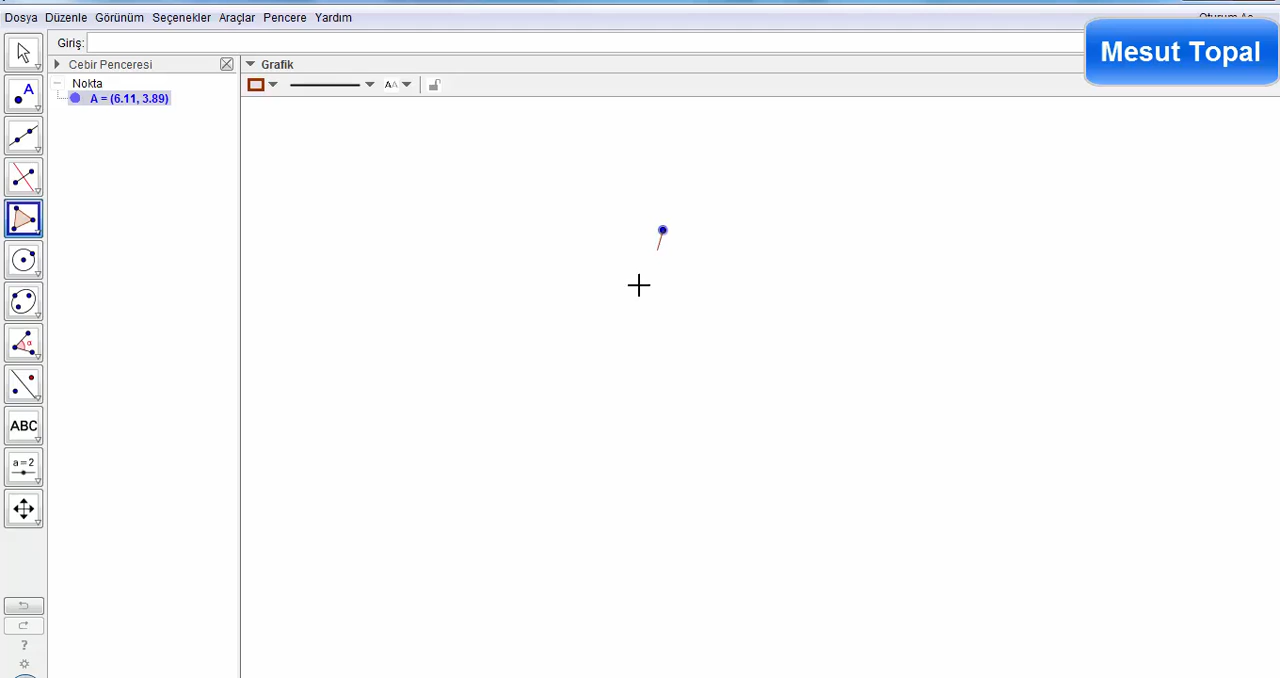 Dosya Düzenle Görünüm Seçenekler Araçlar Pencere Yardım
Mesut Topal
Giriş:
Cebir Penceresi
Grafik
Nokta
A = (6.11, 3.89)
A
α
ABC
a=2
?